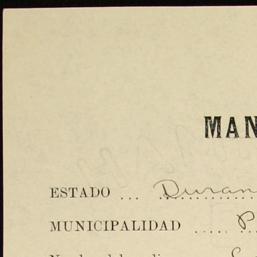 MAN
ESTADO ... Duran
MUNICIPALIDAD ..... P